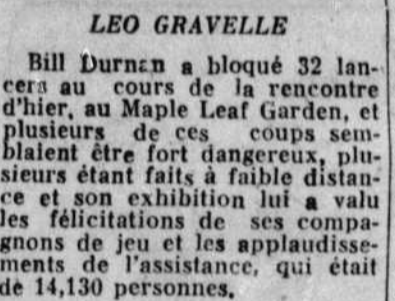 LEO GRAVELLE
Bill Durnan a bloqué 32 lan-
cers au cours de la rencontre
d'hier, au Maple Leaf Garden, et
plusieurs de ces coups sem-
blaient être fort dangereux, plu-
sieurs étant faits à faible distan-
ce et son exhibition lui a valu
les félicitations de ses compa-
gnons de jeu et les applaudisse-
ments de l'assistance, qui était
de 14,130 personnes.